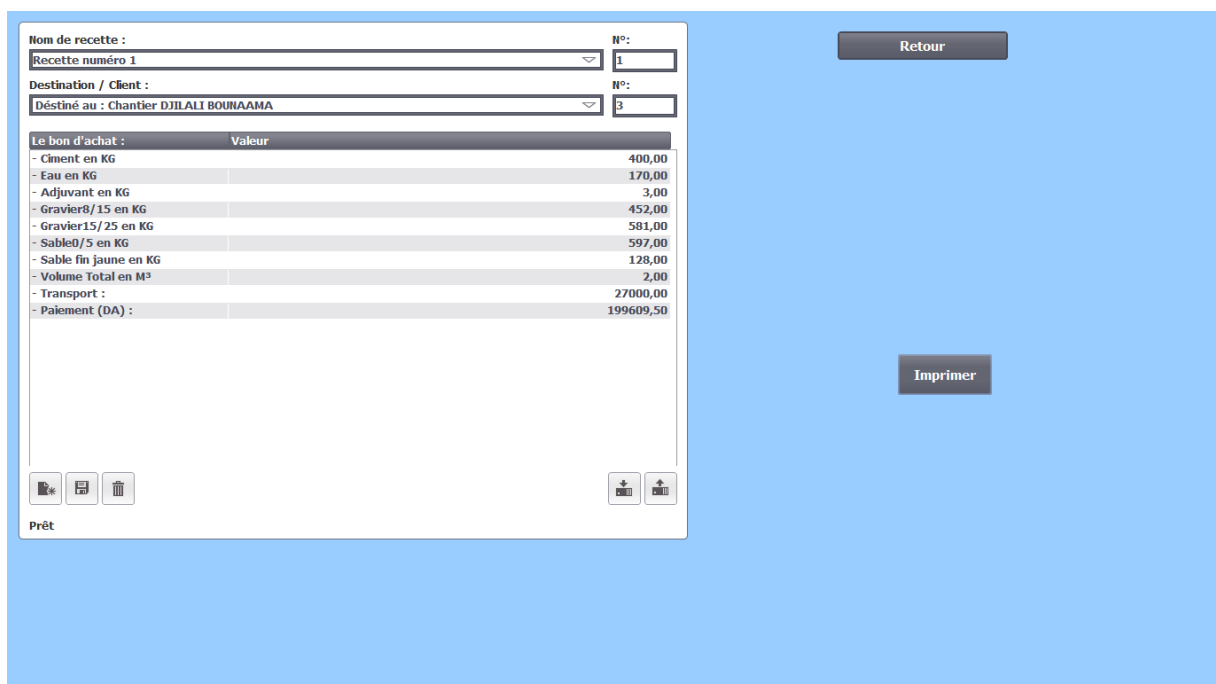 Nom de recette : N°:
Recette numéro 1 1
Destination / Client : N°:
Déstiné au : Chantier DJILALI BOUNAAMA 3
Le bon d'achat : Valeur
- Ciment en KG 400,00
- Eau en KG 170,00
- Adjuvant en KG 3,00
- Gravier8/15 en KG 452,00
- Gravier15/25 en KG 581,00
- Sable0/5 en KG 597,00
- Sable fin jaune en KG 128,00
- Volume Total en M³ 2,00
- Transport : 27000,00
- Paiement (DA) : 199609,50
Prêt
Retour
Imprimer